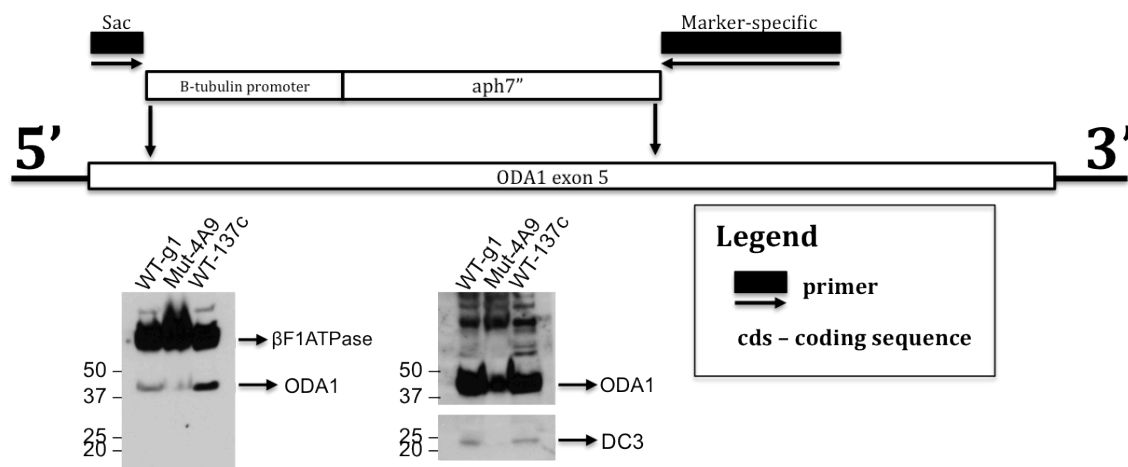 Sac
Marker-specific
B-tubulin promoter
aph7”
5’
3’
ODA1 exon 5
WT-g1
Mut-4A9
WT-137c
βF1ATPase
50
ODA1
37
25
20
WT-g1
Mut-4A9
WT-137c
50
ODA1
37
25
DC3
20
Legend
primer
cds – coding sequence